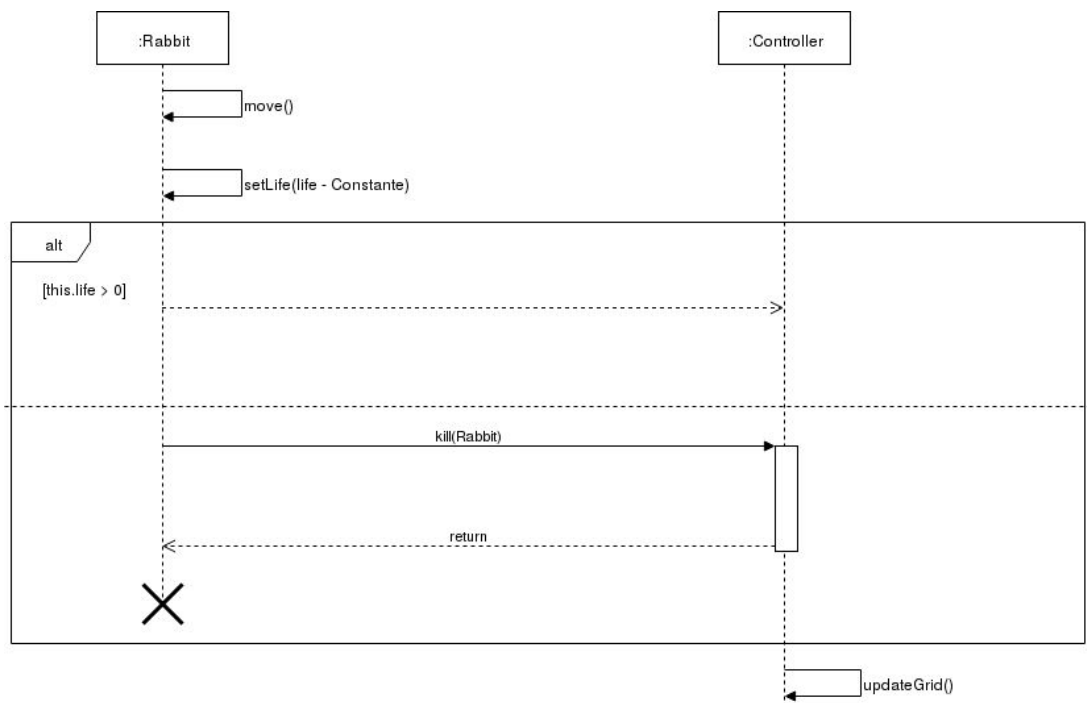 :Rabbit
:Controller
move()
setLife(life - Constante)
alt
[this.life > 0]
kill(Rabbit)
return
updateGrid()